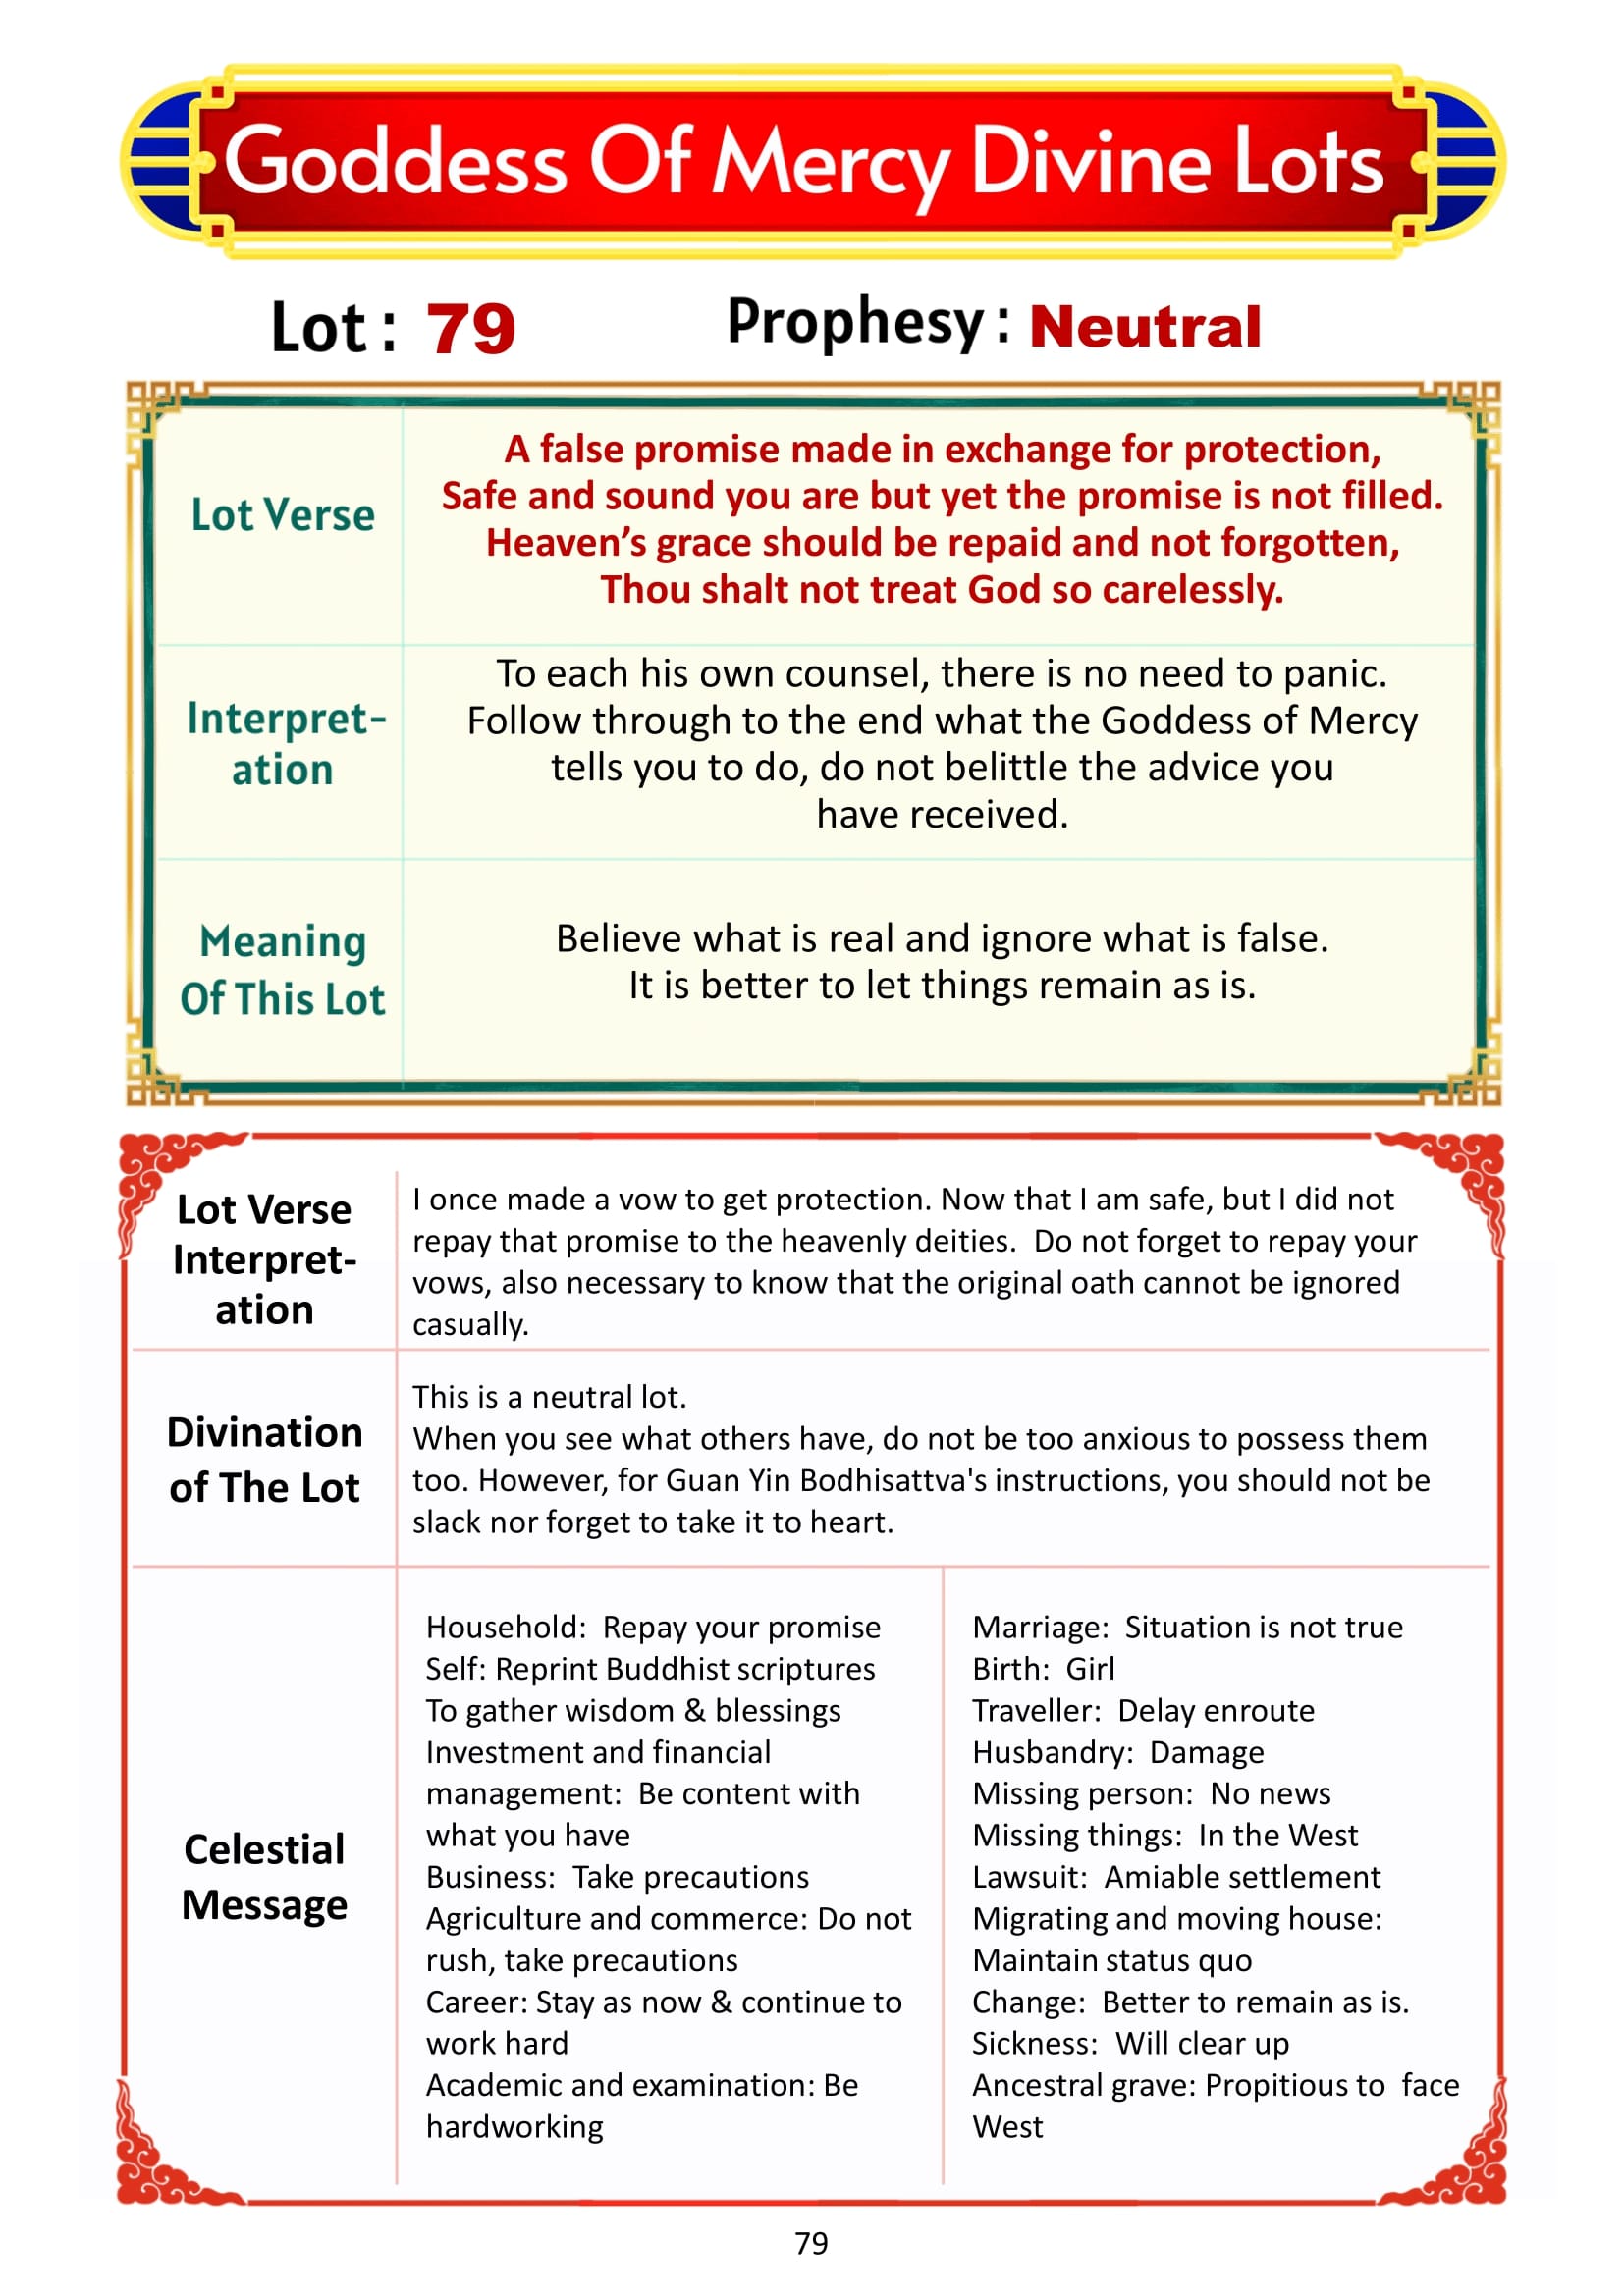 Goddess Of Mercy Divine Lots
Lot : 79
Prophesy : Neutral
Lot Verse
A false promise made in exchange for protection,
Safe and sound you are but yet the promise is not filled.
Heaven’s grace should be repaid and not forgotten,
Thou shalt not treat God so carelessly.
Interpret-
ation
To each his own counsel, there is no need to panic.
Follow through to the end what the Goddess of Mercy
tells you to do, do not belittle the advice you
have received.
Meaning
Of This Lot
Believe what is real and ignore what is false.
It is better to let things remain as is.
Lot Verse
Interpret-
ation
I once made a vow to get protection. Now that I am safe, but I did not
repay that promise to the heavenly deities.  Do not forget to repay your
vows, also necessary to know that the original oath cannot be ignored
casually.
Divination
of The Lot
This is a neutral lot.
When you see what others have, do not be too anxious to possess them
too. However, for Guan Yin Bodhisattva's instructions, you should not be
slack nor forget to take it to heart.
Celestial
Message
Household:  Repay your promise
Self: Reprint Buddhist scriptures
To gather wisdom & blessings
Investment and financial
management:  Be content with
what you have
Business:  Take precautions
Agriculture and commerce: Do not
rush, take precautions
Career: Stay as now & continue to
work hard
Academic and examination: Be
hardworking
Marriage:  Situation is not true
Birth:  Girl
Traveller:  Delay enroute
Husbandry:  Damage
Missing person:  No news
Missing things:  In the West
Lawsuit:  Amiable settlement
Migrating and moving house:
Maintain status quo
Change:  Better to remain as is.
Sickness:  Will clear up
Ancestral grave: Propitious to  face
West
79